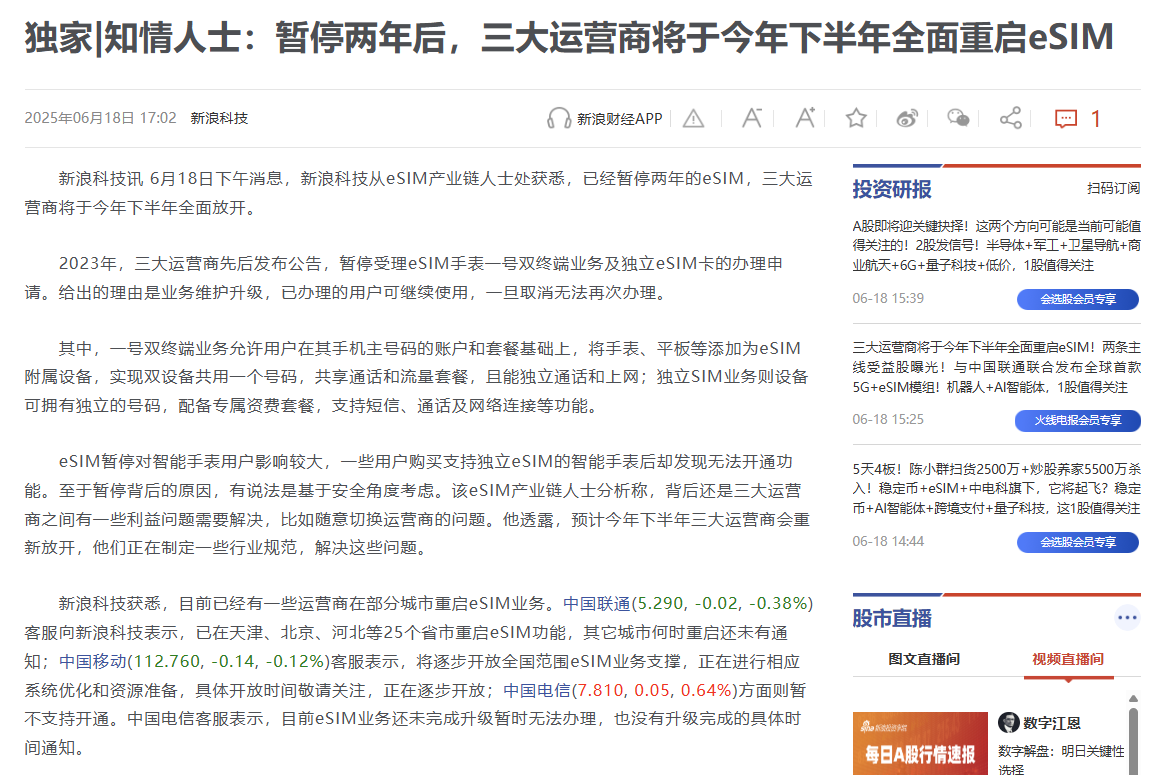 独家|知情人士：暂停两年后，三大运营商将于今年下半年全面重启eSIM
2025年06月18日 17:02 新浪科技
新浪财经APP
A-
A+
1
新浪科技讯 6月18日下午消息，新浪科技从eSIM产业链人士处获悉，已经暂停两年的eSIM，三大运
营商将于今年下半年全面放开。
2023年，三大运营商先后发布公告，暂停受理eSIM手表一号双终端业务及独立eSIM卡的办理申
请。给出的理由是业务维护升级，已办理的用户可继续使用，一旦取消无法再次办理。
其中，一号双终端业务允许用户在其手机主号码的账户和套餐基础上，将手表、平板等添加为eSIM
附属设备，实现双设备共用一个号码，共享通话和流量套餐，且能独立通话和上网；独立SIM业务则设备
可拥有独立的号码，配备专属资费套餐，支持短信、通话及网络连接等功能。
eSIM暂停对智能手表用户影响较大，一些用户购买支持独立eSIM的智能手表后却发现无法开通功
能。至于暂停背后的原因，有说法是基于安全角度考虑。该eSIM产业链人士分析称，背后还是三大运营
商之间有一些利益问题需要解决，比如随意切换运营商的问题。他透露，预计今年下半年三大运营商会重
新放开，他们正在制定一些行业规范，解决这些问题。
新浪科技获悉，目前已经有一些运营商在部分城市重启eSIM业务。中国联通(5.290, -0.02, -0.38%)
客服向新浪科技表示，已在天津、北京、河北等25个省市重启eSIM功能，其它城市何时重启还未有通
知；中国移动(112.760, -0.14, -0.12%)客服表示，将逐步开放全国范围eSIM业务支撑，正在进行相应
系统优化和资源准备，具体开放时间敬请关注，正在逐步开放；中国电信(7.810, 0.05, 0.64%)方面则暂
不支持开通。中国电信客服表示，目前eSIM业务还未完成升级暂时无法办理，也没有升级完成的具体时
间通知。
投资研报
扫码订阅
A股即将迎关键抉择！这两个方向可能是当前可能值
得关注的！2股发信号！半导体+军工+卫星导航+商
业航天+6G+量子科技+低价，1股值得关注
06-18 15:39
会选股会员专享
三大运营商将于今年下半年全面重启eSIM！两条主
线受益股曝光！与中国联通联合发布全球首款
5G+eSIM模组！机器人+AI智能体，1股值得关注
06-18 15:25
火线电报会员专享
5天4板！陈小群扫货2500万+炒股养家5500万杀
入！稳定币+eSIM+中电科旗下，它将起飞？稳定
币+AI智能体+跨境支付+量子科技，这1股值得关注
06-18 14:44
会选股会员专享
股市直播
图文直播间
视频直播间
sina 新浪投资学院
每日A股行情速报
数字江恩
数字解盘：明日关键性
选择